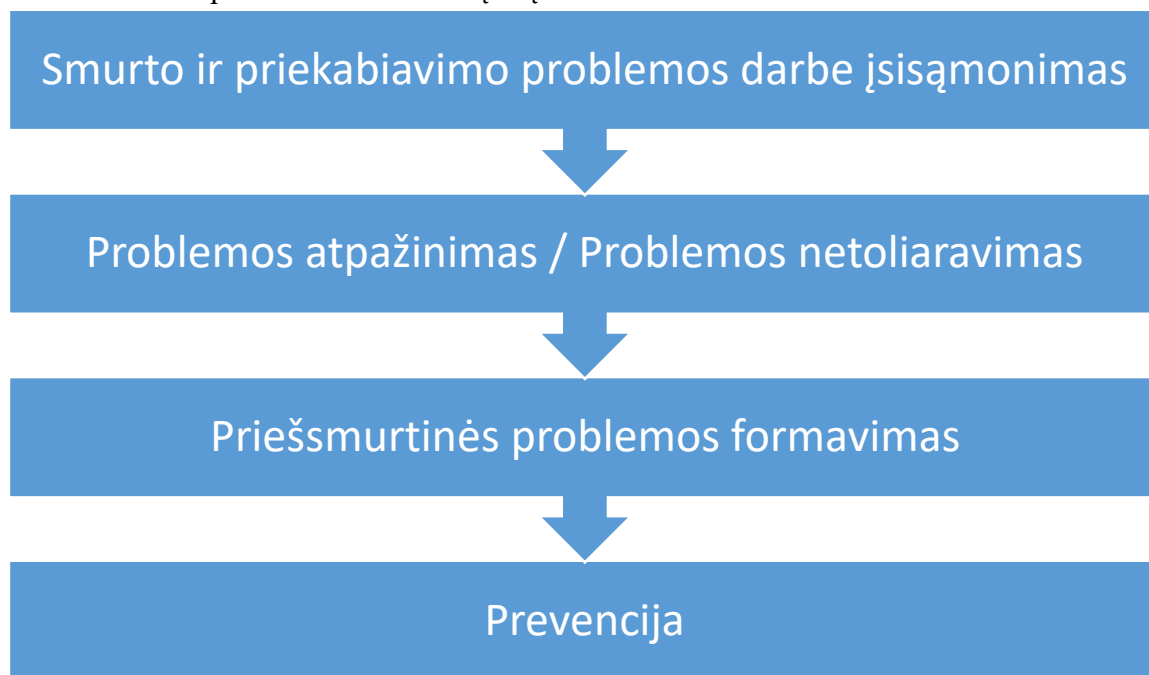 Smurto ir priekabiavimo problemos darbe įsisąmonimas
Problemos atpažinimas / Problemos netoliaravimas
Priešsmurtinės problemos formavimas
Prevencija